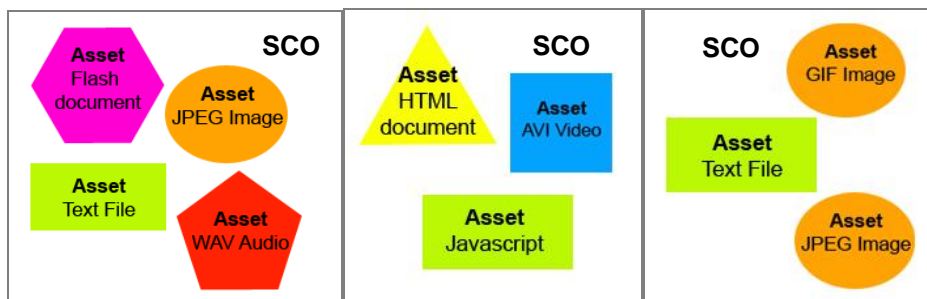 SCO
Asset
Flash
document
Asset
JPEG Image
Asset
Text File
Asset
WAV Audio
SCO
Asset
HTML
document
Asset
AVI Video
Asset
Javascript
SCO
Asset
GIF Image
Asset
Text File
Asset
JPEG Image